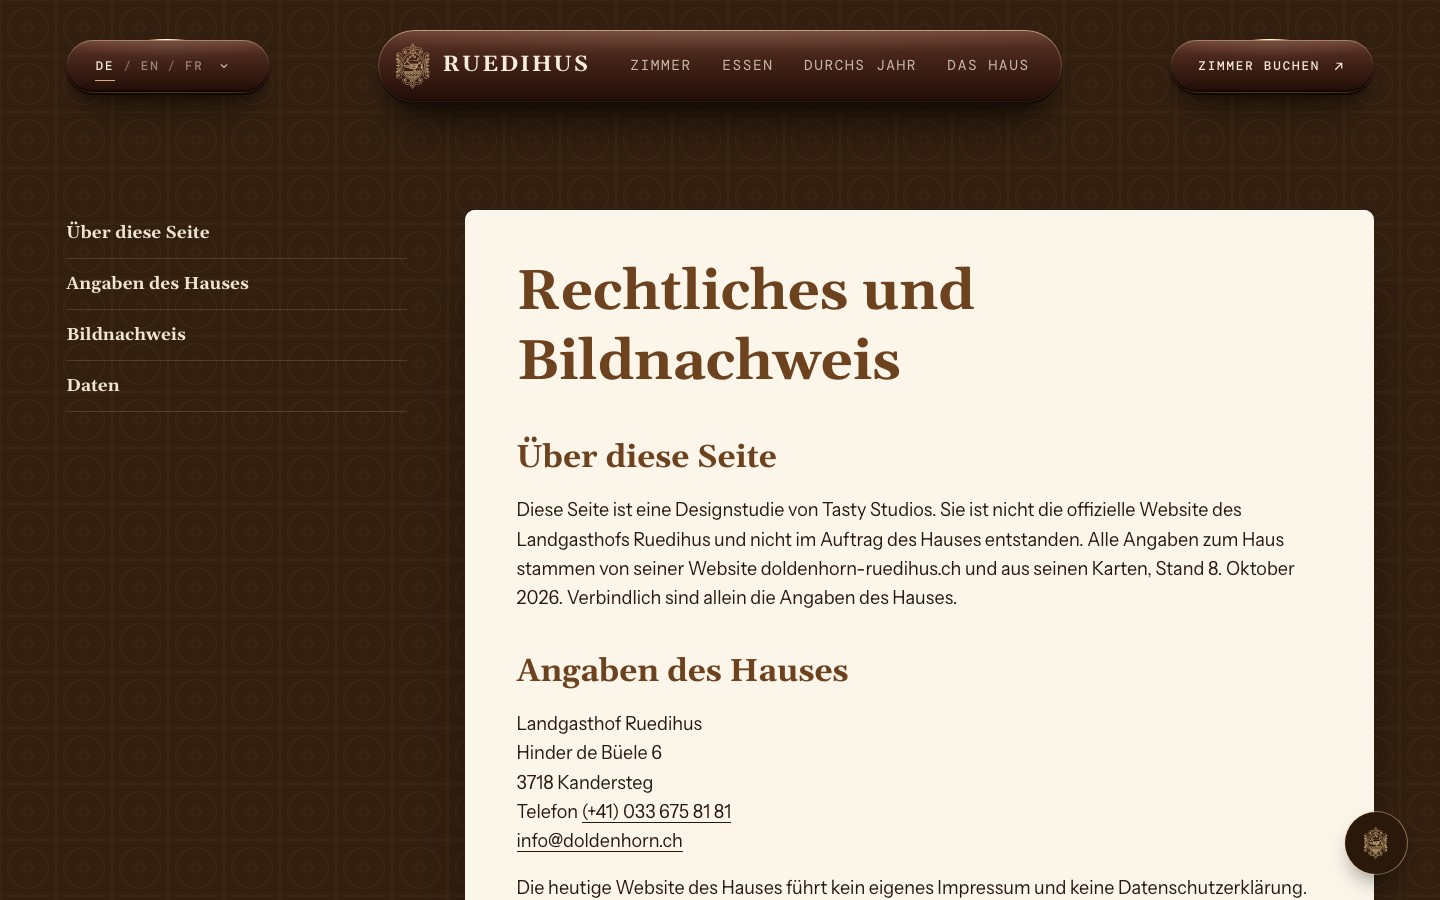 DE / EN / FR
RUEDIHUS
ZIMMER
ESSEN
DURCHS JAHR
DAS HAUS
ZIMMER BUCHEN
Über diese Seite
Angaben des Hauses
Bildnachweis
Daten
Rechtliches und
Bildnachweis
Über diese Seite
Diese Seite ist eine Designstudie von Tasty Studios. Sie ist nicht die offizielle Website des
Landgasthofs Ruedihus und nicht im Auftrag des Hauses entstanden. Alle Angaben zum Haus
stammen von seiner Website doldenhorn-ruedihus.ch und aus seinen Karten, Stand 8. Oktober
2026. Verbindlich sind allein die Angaben des Hauses.
Angaben des Hauses
Landgasthof Ruedihus
Hinder de Büele 6
3718 Kandersteg
Telefon (+41) 033 675 81 81
info@doldenhorn.ch
Die heutige Website des Hauses führt kein eigenes Impressum und keine Datenschutzerklärung.